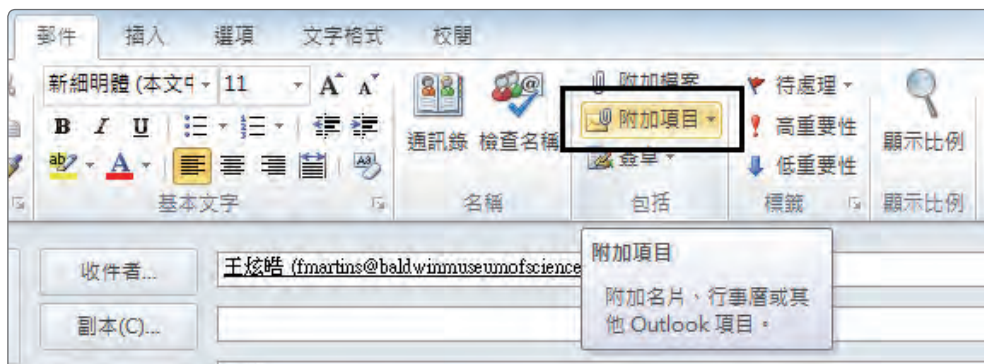 郵件 插入 選項 文字格式 校閱
新細明體 (本文中 11 A A
B I U
ab A
基本文字
通訊錄 檢查名稱
名稱
附加檔案
附加項目
簽章
包括
待處理
高重要性
低重要性
標籤
顯示比例
顯示比例
收件者... 王炫皓 (fmartins@baldwinmuseumofscience
副本(C)...
附加項目
附加名片、行事曆或其
他 Outlook 項目。